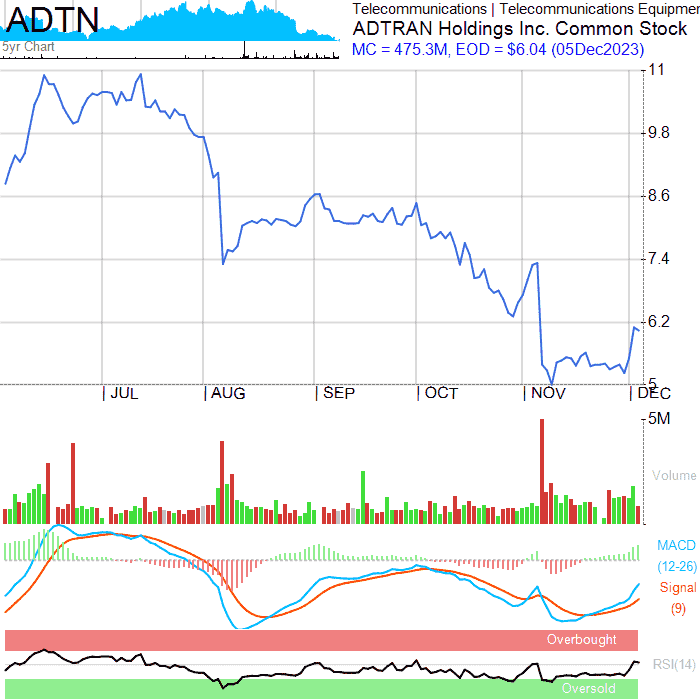 ADTN
5yr Chart
Telecommunications | Telecommunications Equipmen
ADTRAN Holdings Inc. Common Stock
MC = 475.3M, EOD = $6.04 (05Dec2023)
11
9.8
8.6
7.4
6.2
5
| JUL | AUG | SEP | OCT | NOV | DEC
5M
Volume
MACD
(12-26)
Signal
(9)
Overbought
RSI(14)
Oversold